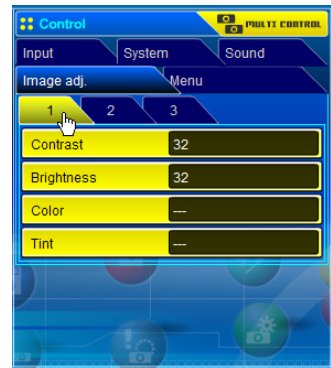 Control
MULTI CONTROL
Input System Sound
Image adj. Menu
1 2 3
Contrast 32
Brightness 32
Color ---
Tint ---